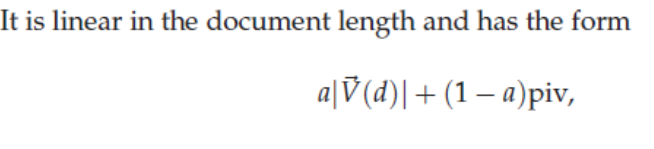 It is linear in the document length and has the form
a|V⃗(d)| + (1 − a)piv,